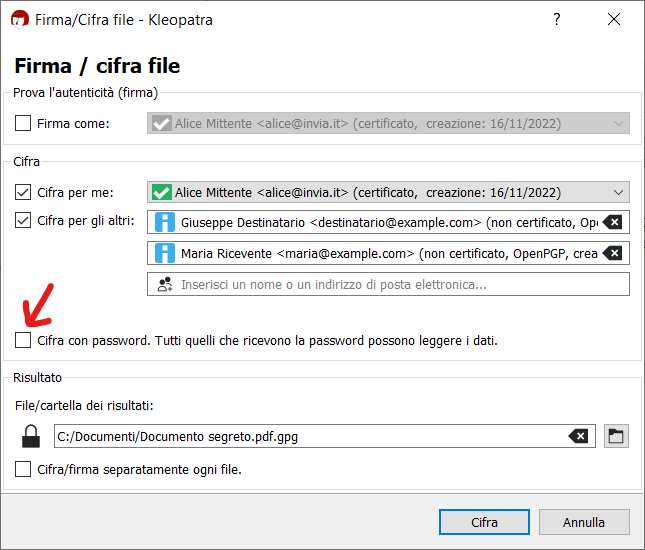 Firma/Cifra file - Kleopatra
Firma / cifra file
Prova l'autenticità (firma)
Firma come:
Alice Mittente <alice@invia.it> (certificato, creazione: 16/11/2022)
Cifra
Cifra per me:
Alice Mittente <alice@invia.it> (certificato, creazione: 16/11/2022)
Cifra per gli altri:
Giuseppe Destinatario <destinatario@example.com> (non certificato, Ope
Maria Ricevente <maria@example.com> (non certificato, OpenPGP, crea
Inserisci un nome o un indirizzo di posta elettronica...
Cifra con password. Tutti quelli che ricevono la password possono leggere i dati.
Risultato
File/cartella dei risultati:
C:/Documenti/Documento segreto.pdf.gpg
Cifra/firma separatamente ogni file.
Cifra
Annulla